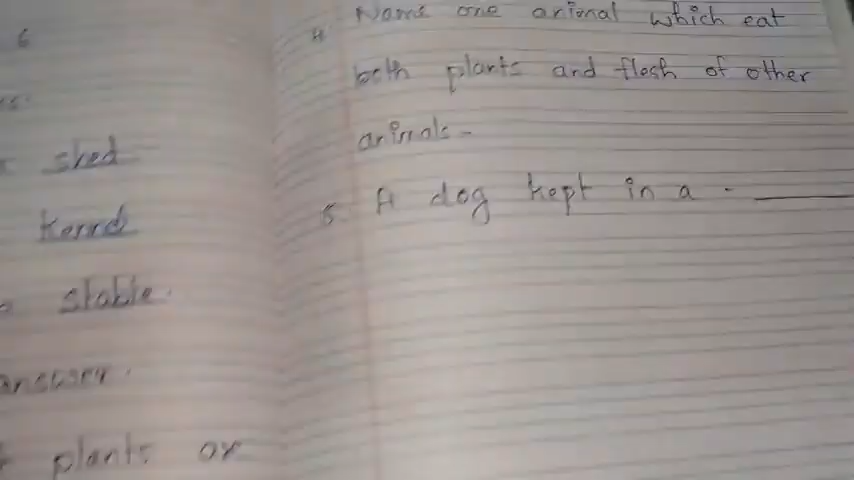 6
shed
stable.
answer.
plants or
4 Name one animal which eat
both plants and flesh of other
animals-
5. A dog kept in a - ______